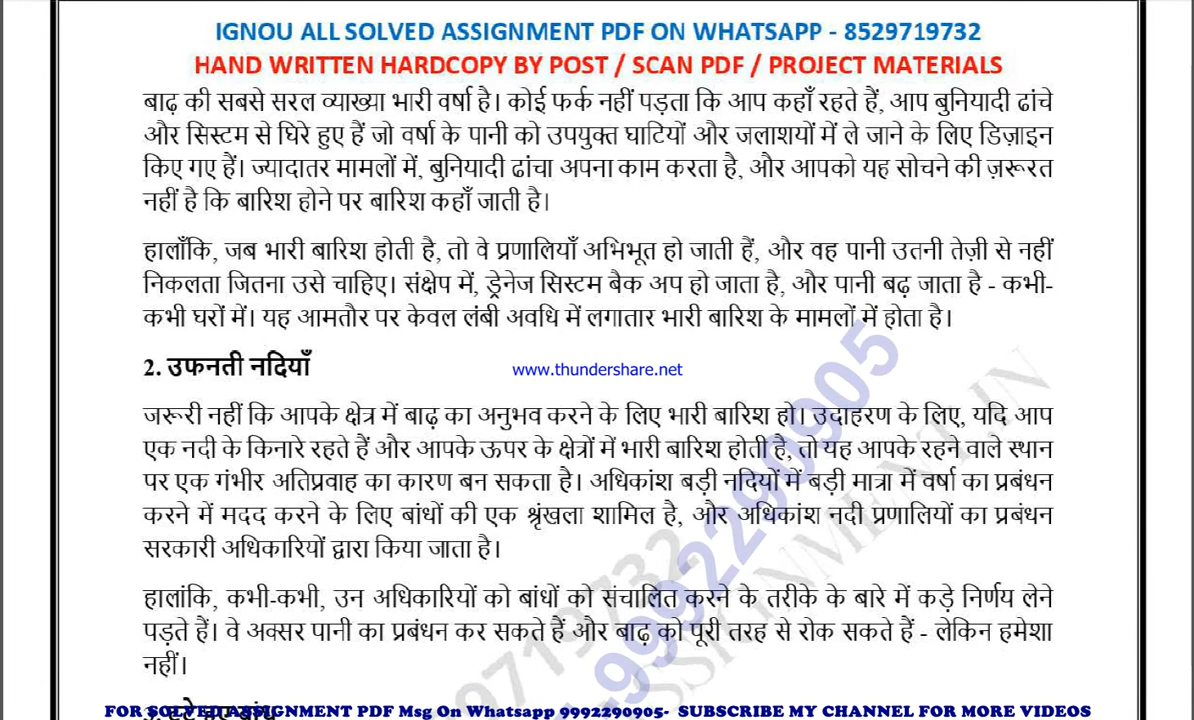 IGNOU ALL SOLVED ASSIGNMENT PDF ON WHATSAPP - 8529719732
HAND WRITTEN HARDCOPY BY POST / SCAN PDF / PROJECT MATERIALS
बाढ़ की सबसे सरल व्याख्या भारी वर्षा है। कोई फर्क नहीं पड़ता कि आप कहाँ रहते हैं, आप बुनियादी ढांचे
और सिस्टम से घिरे हुए हैं जो वर्षा के पानी को उपयुक्त घाटियों और जलाशयों में ले जाने के लिए डिज़ाइन
किए गए हैं। ज्यादातर मामलों में, बुनियादी ढांचा अपना काम करता है, और आपको यह सोचने की ज़रूरत
नहीं है कि बारिश होने पर बारिश कहाँ जाती है।
हालाँकि, जब भारी बारिश होती है, तो वे प्रणालियाँ अभिभूत हो जाती हैं, और वह पानी उतनी तेज़ी से नहीं
निकलता जितना उसे चाहिए। संक्षेप में, ड्रेनेज सिस्टम बैक अप हो जाता है, और पानी बढ़ जाता है - कभी-
कभी घरों में। यह आमतौर पर केवल लंबी अवधि में लगातार भारी बारिश के मामलों में होता है।
2. उफनती नदियाँ
www.thundershare.net
जरूरी नहीं कि आपके क्षेत्र में बाढ़ का अनुभव करने के लिए भारी बारिश हो। उदाहरण के लिए, यदि आप
एक नदी के किनारे रहते हैं और आपके ऊपर के क्षेत्रों में भारी बारिश होती है, तो यह आपके रहने वाले स्थान
पर एक गंभीर अतिप्रवाह का कारण बन सकता है। अधिकांश बड़ी नदियों में बड़ी मात्रा में वर्षा का प्रबंधन
करने में मदद करने के लिए बांधों की एक श्रृंखला शामिल है, और अधिकांश नदी प्रणालियों का प्रबंधन
सरकारी अधिकारियों द्वारा किया जाता है।
हालांकि, कभी-कभी, उन अधिकारियों को बांधों को संचालित करने के तरीके के बारे में कड़े निर्णय लेने
पड़ते हैं। वे अक्सर पानी का प्रबंधन कर सकते हैं और बाढ़ को पूरी तरह से रोक सकते हैं - लेकिन हमेशा
नहीं।
FOR SOLVED ASSIGNMENT PDF Msg On Whatsapp 9992290905- SUBSCRIBE MY CHANNEL FOR MORE VIDEOS